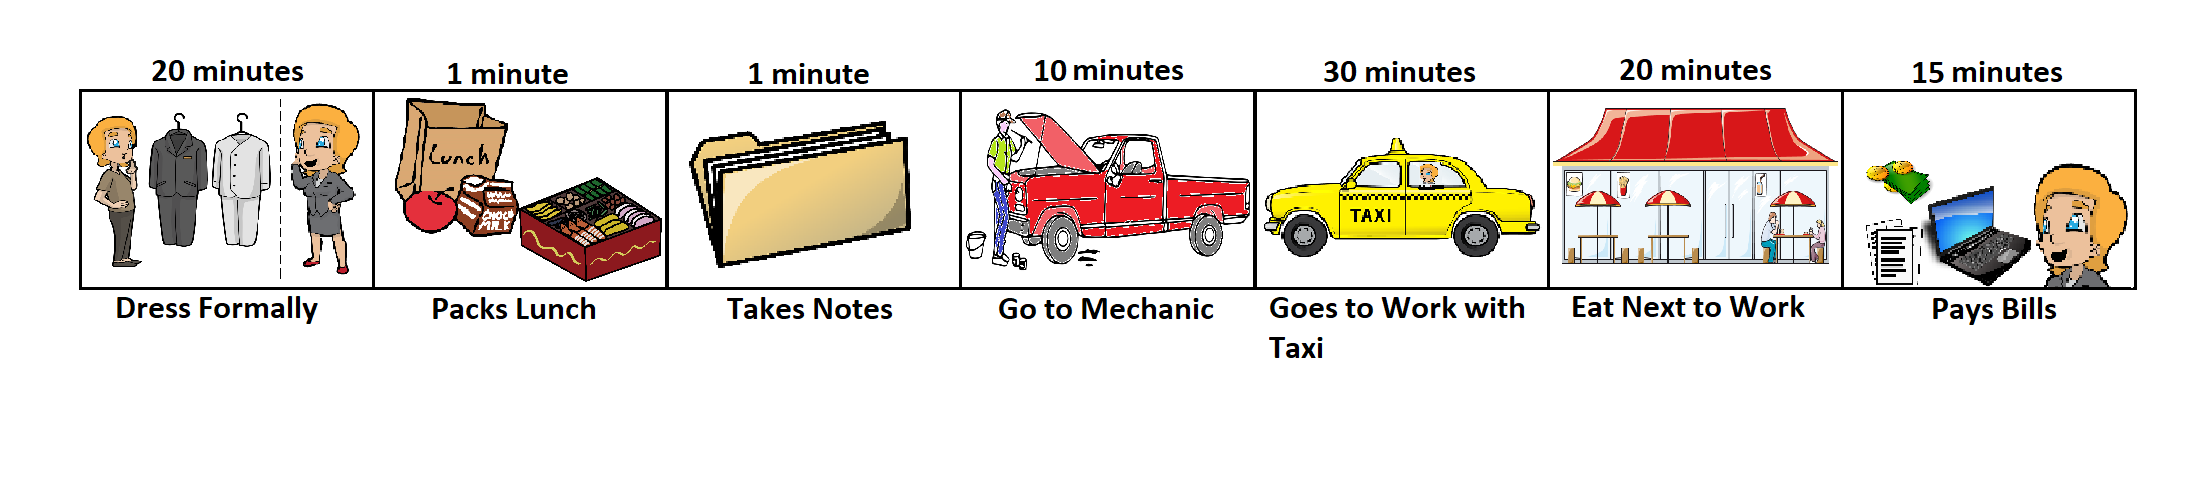 20 minutes
1 minute
1 minute
10 minutes
30 minutes
20 minutes
15 minutes
Lunch
CHOCO
MILK
TAXI
Dress Formally
Packs Lunch
Takes Notes
Go to Mechanic
Goes to Work with
Taxi
Eat Next to Work
Pays Bills